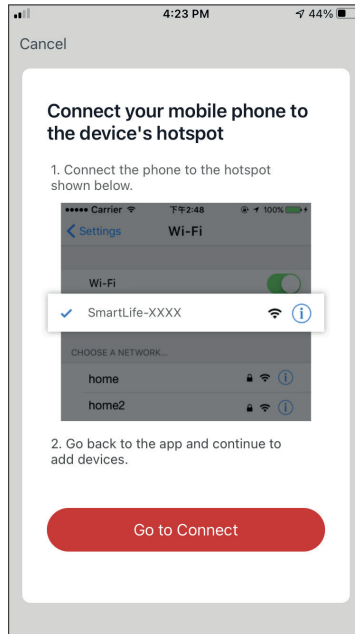 4:23 PM 44%
Cancel
Connect your mobile phone to
the device's hotspot
1. Connect the phone to the hotspot
shown below.
Carrier 下午2:48 100%
Settings Wi-Fi
Wi-Fi
SmartLife-XXXX
CHOOSE A NETWORK...
home
home2
2. Go back to the app and continue to
add devices.
Go to Connect